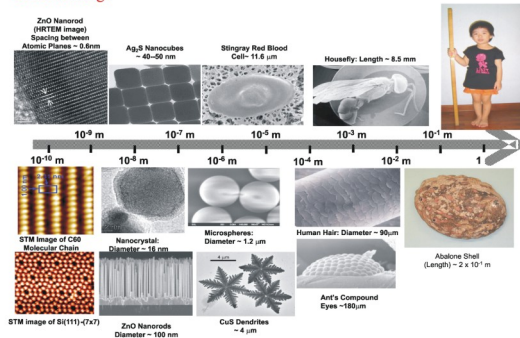 ZnO Nanorod
(HRTEM image)
Spacing between
Atomic Planes ~ 0.6nm
Ag₂S Nanocubes
~ 40–50 nm
Stingray Red Blood
Cell~ 11.6 µm
Housefly: Length ~ 8.5 mm
10⁻⁹ m
10⁻⁷ m
10⁻⁵ m
10⁻³ m
10⁻¹ m
10⁻¹⁰ m
10⁻⁸ m
10⁻⁶ m
10⁻⁴ m
10⁻² m
1
STM Image of C60
Molecular Chain
Nanocrystal:
Diameter ~ 16 nm
Microspheres:
Diameter ~ 1.2 µm
Human Hair: Diameter ~ 90µm
Abalone Shell
(Length) ~ 2 x 10⁻¹ m
STM image of Si(111)-(7x7)
ZnO Nanorods
Diameter ~ 100 nm
4 µm
CuS Dendrites
~ 4 µm
Ant's Compound
Eyes ~180µm